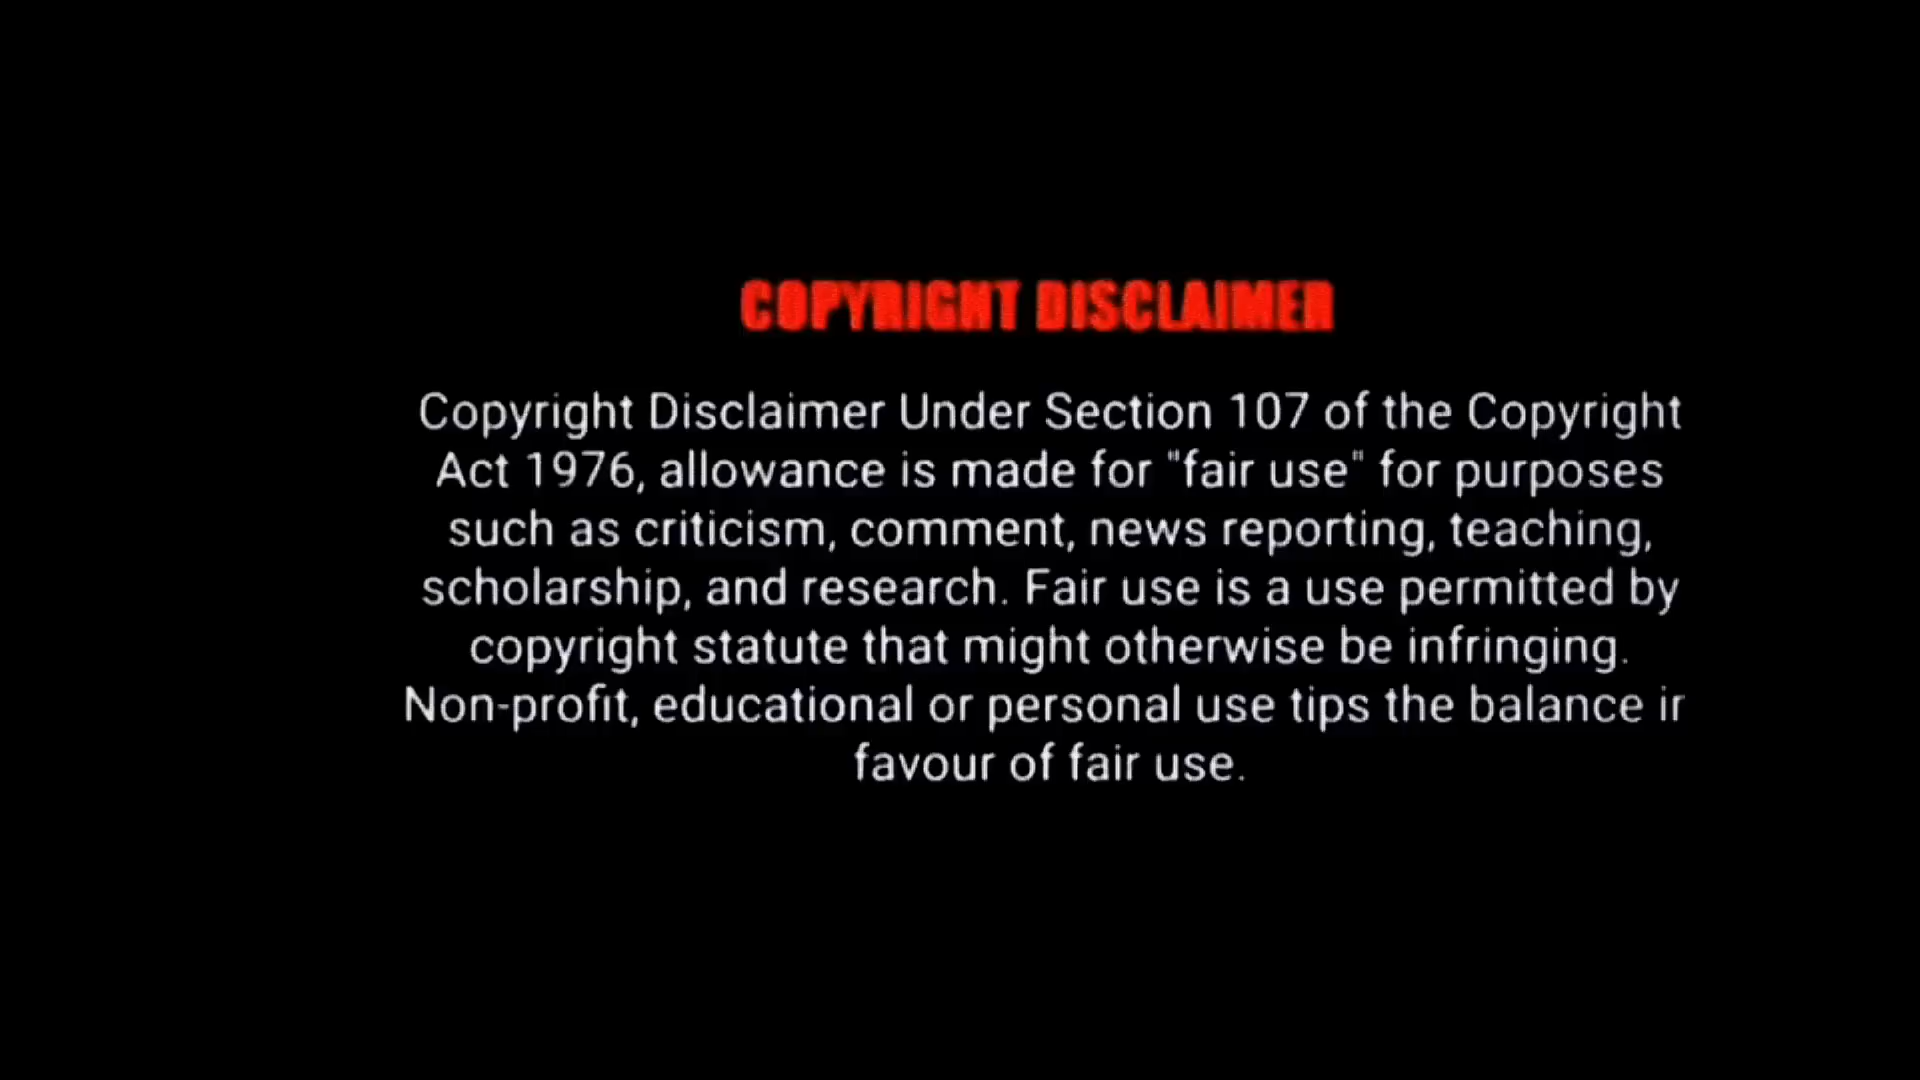 COPYRIGHT DISCLAIMER
Copyright Disclaimer Under Section 107 of the Copyright
Act 1976, allowance is made for "fair use" for purposes
such as criticism, comment, news reporting, teaching,
scholarship, and research. Fair use is a use permitted by
copyright statute that might otherwise be infringing.
Non-profit, educational or personal use tips the balance
favour of fair use.